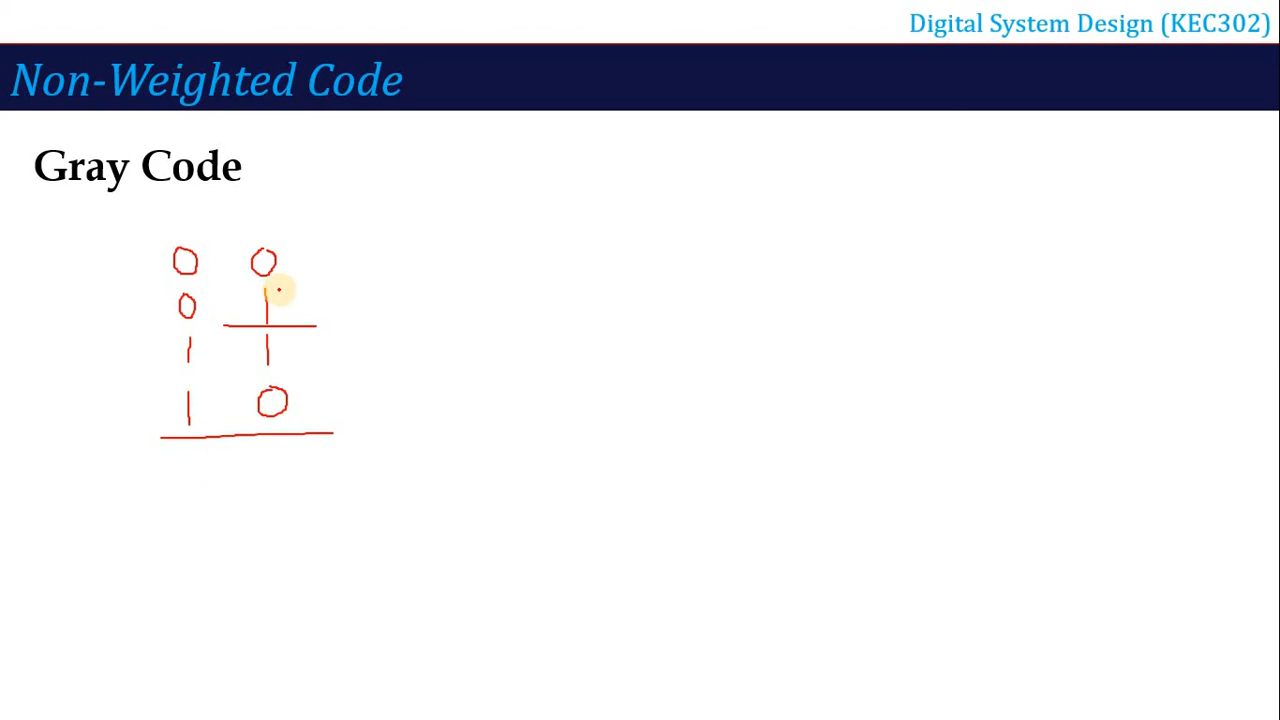 Digital System Design (KEC302)
Non-Weighted Code
Gray Code
0 0
0 1
1 1
1 0